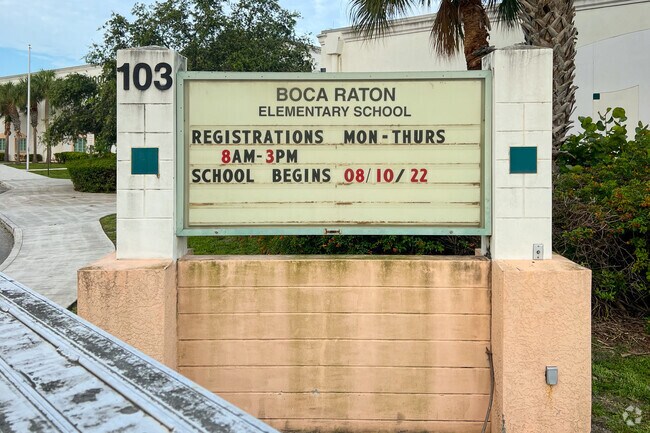 103
BOCA RATON
ELEMENTARY SCHOOL
REGISTRATIONS MON-THURS
8AM-3PM
SCHOOL BEGINS 08/10/22